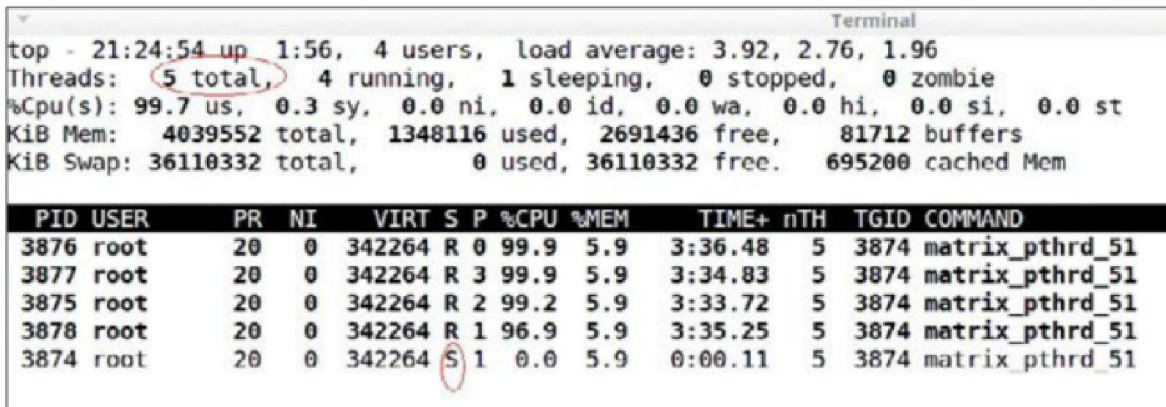 Terminal
top - 21:24:54 up  1:56,  4 users,  load average: 3.92, 2.76, 1.96
Threads:   5 total,   4 running,   1 sleeping,   0 stopped,   0 zombie
%Cpu(s): 99.7 us,  0.3 sy,  0.0 ni,  0.0 id,  0.0 wa,  0.0 hi,  0.0 si,  0.0 st
KiB Mem:   4039552 total,  1348116 used,  2691436 free,    81712 buffers
KiB Swap: 36110332 total,        0 used, 36110332 free.   695200 cached Mem
PID USER      PR  NI    VIRT S P %CPU %MEM     TIME+ nTH  TGID COMMAND
3876 root      20   0  342264 R 0 99.9  5.9   3:36.48   5  3874 matrix_pthrd_51
3877 root      20   0  342264 R 3 99.9  5.9   3:34.83   5  3874 matrix_pthrd_51
3875 root      20   0  342264 R 2 99.2  5.9   3:33.72   5  3874 matrix_pthrd_51
3878 root      20   0  342264 R 1 96.9  5.9   3:35.25   5  3874 matrix_pthrd_51
3874 root      20   0  342264 S 1  0.0  5.9   0:00.11   5  3874 matrix_pthrd_51